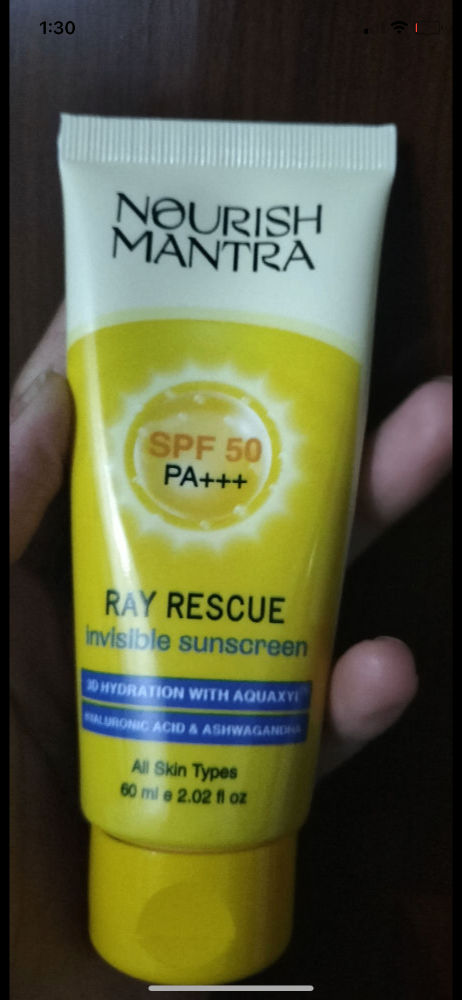 1:30
NOURISH
MANTRA
SPF 50
PA+++
RAY RESCUE
invisible sunscreen
3D HYDRATION WITH AQUAXYL
HYALURONIC ACID & ASHWAGANDHA
All Skin Types
60 ml e 2.02 fl oz